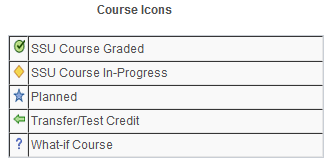 Course Icons
SSU Course Graded
SSU Course In-Progress
Planned
Transfer/Test Credit
? What-if Course